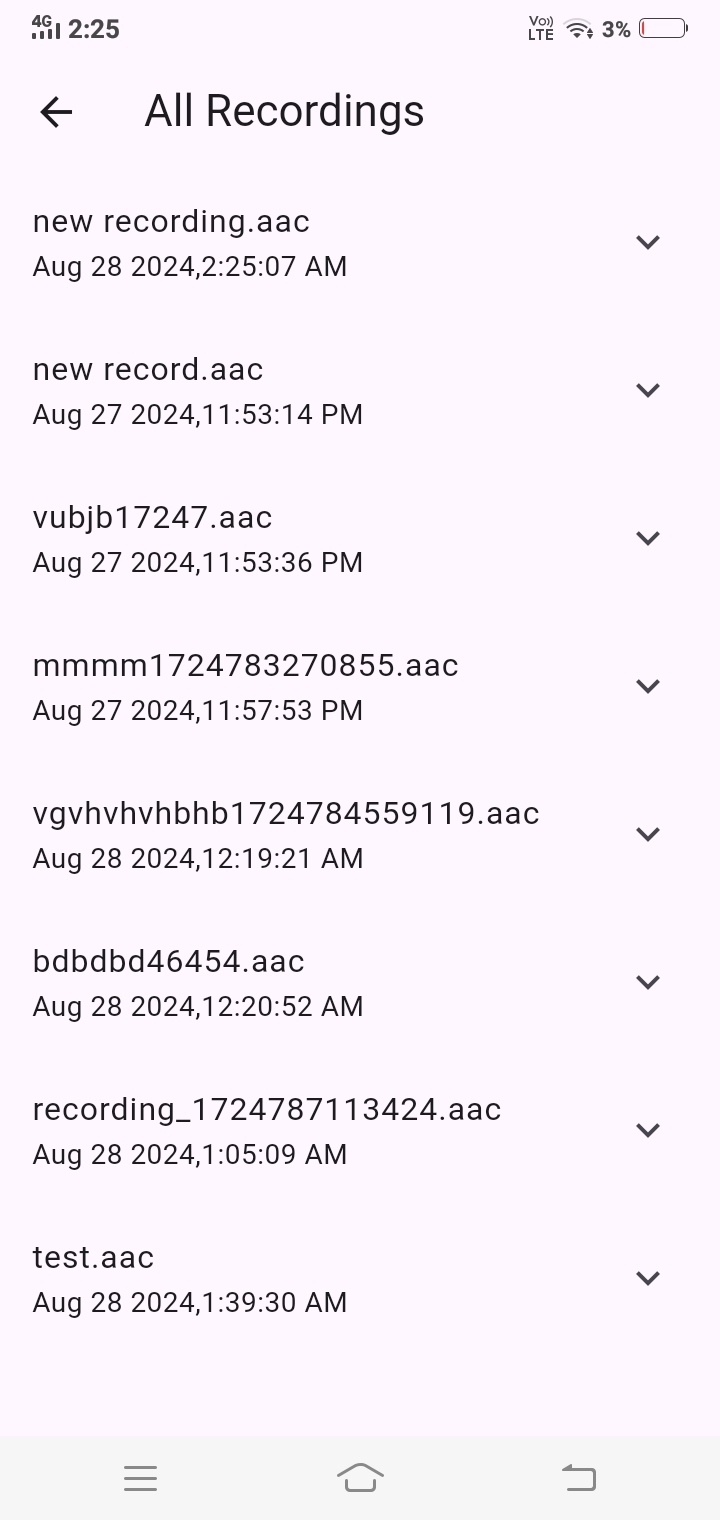 4G 2:25 Vo)) LTE 3%
All Recordings
new recording.aac
Aug 28 2024,2:25:07 AM
new record.aac
Aug 27 2024,11:53:14 PM
vubjb17247.aac
Aug 27 2024,11:53:36 PM
mmmm1724783270855.aac
Aug 27 2024,11:57:53 PM
vgvhvhvhbhb1724784559119.aac
Aug 28 2024,12:19:21 AM
bdbdbd46454.aac
Aug 28 2024,12:20:52 AM
recording_1724787113424.aac
Aug 28 2024,1:05:09 AM
test.aac
Aug 28 2024,1:39:30 AM